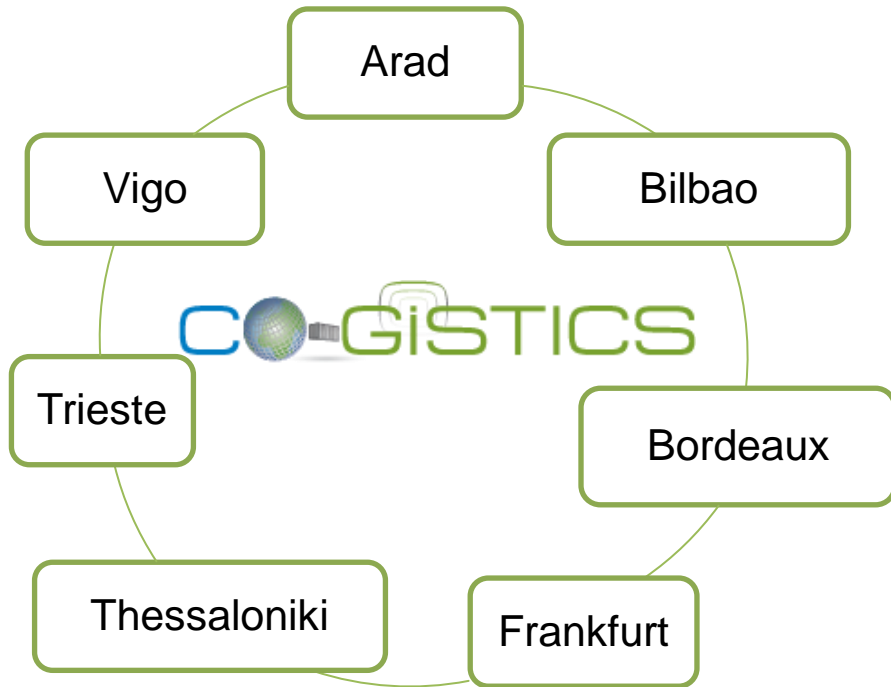 Arad
Vigo
Bilbao
CO-GiSTICS
Trieste
Bordeaux
Thessaloniki
Frankfurt